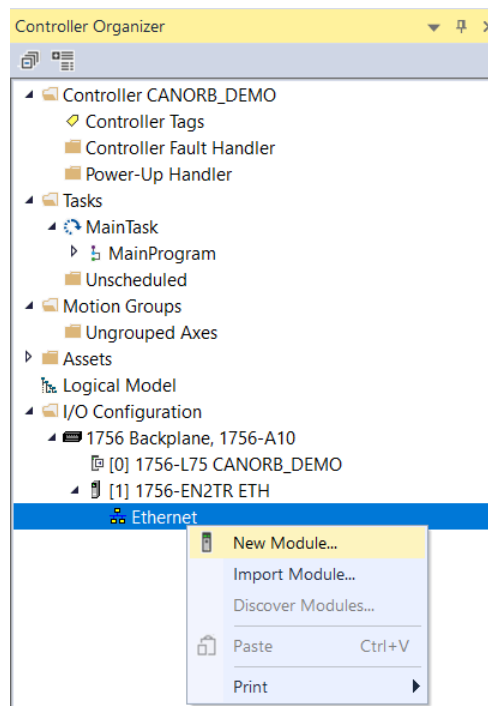 Controller Organizer
Controller CANORB_DEMO
Controller Tags
Controller Fault Handler
Power-Up Handler
Tasks
MainTask
MainProgram
Unscheduled
Motion Groups
Ungrouped Axes
Assets
Logical Model
I/O Configuration
1756 Backplane, 1756-A10
[0] 1756-L75 CANORB_DEMO
[1] 1756-EN2TR ETH
Ethernet
New Module...
Import Module...
Discover Modules...
Paste Ctrl+V
Print